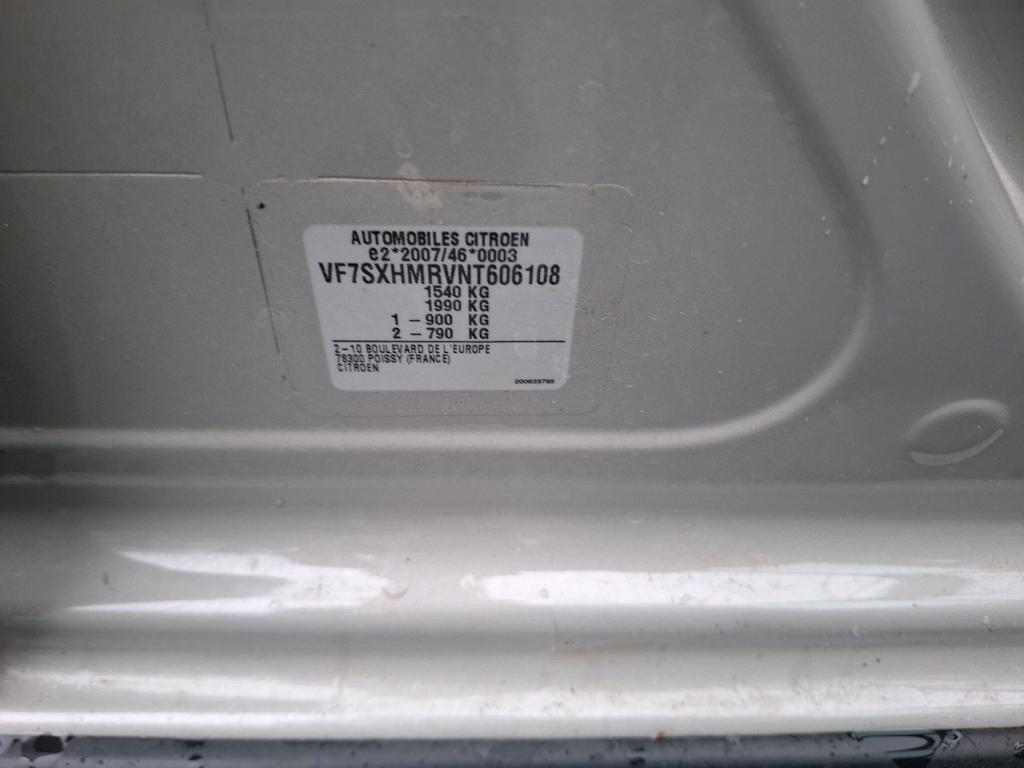 AUTOMOBILES CITROEN
e2*2007/46*0003
VF7SXHMRVNT606108
1540 KG
1990 KG
1 – 900 KG
2 – 790 KG
2–10 BOULEVARD DE L'EUROPE
78300 POISSY (FRANCE)
CITROEN
200633795